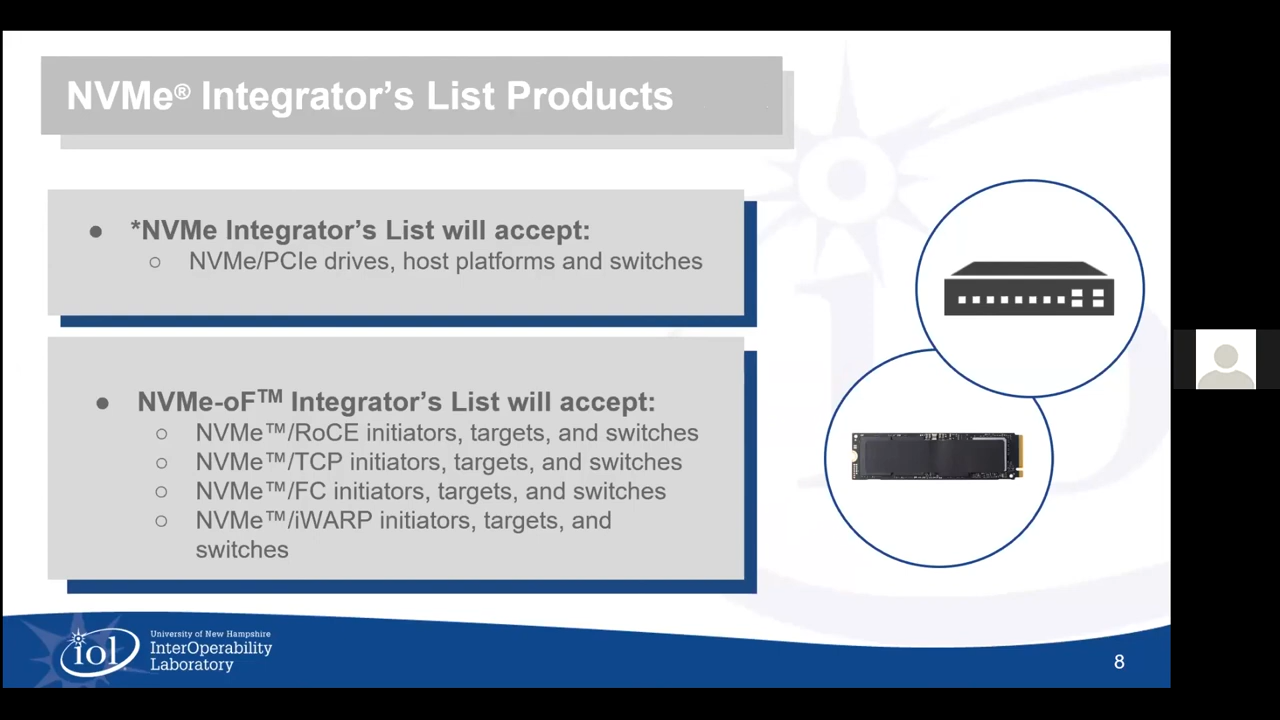 NVMe® Integrator's List Products
● *NVMe Integrator's List will accept:
○ NVMe/PCIe drives, host platforms and switches
● NVMe-oF™ Integrator's List will accept:
○ NVMe™/RoCE initiators, targets, and switches
○ NVMe™/TCP initiators, targets, and switches
○ NVMe™/FC initiators, targets, and switches
○ NVMe™/iWARP initiators, targets, and
switches
iol
University of New Hampshire
InterOperability
Laboratory
8